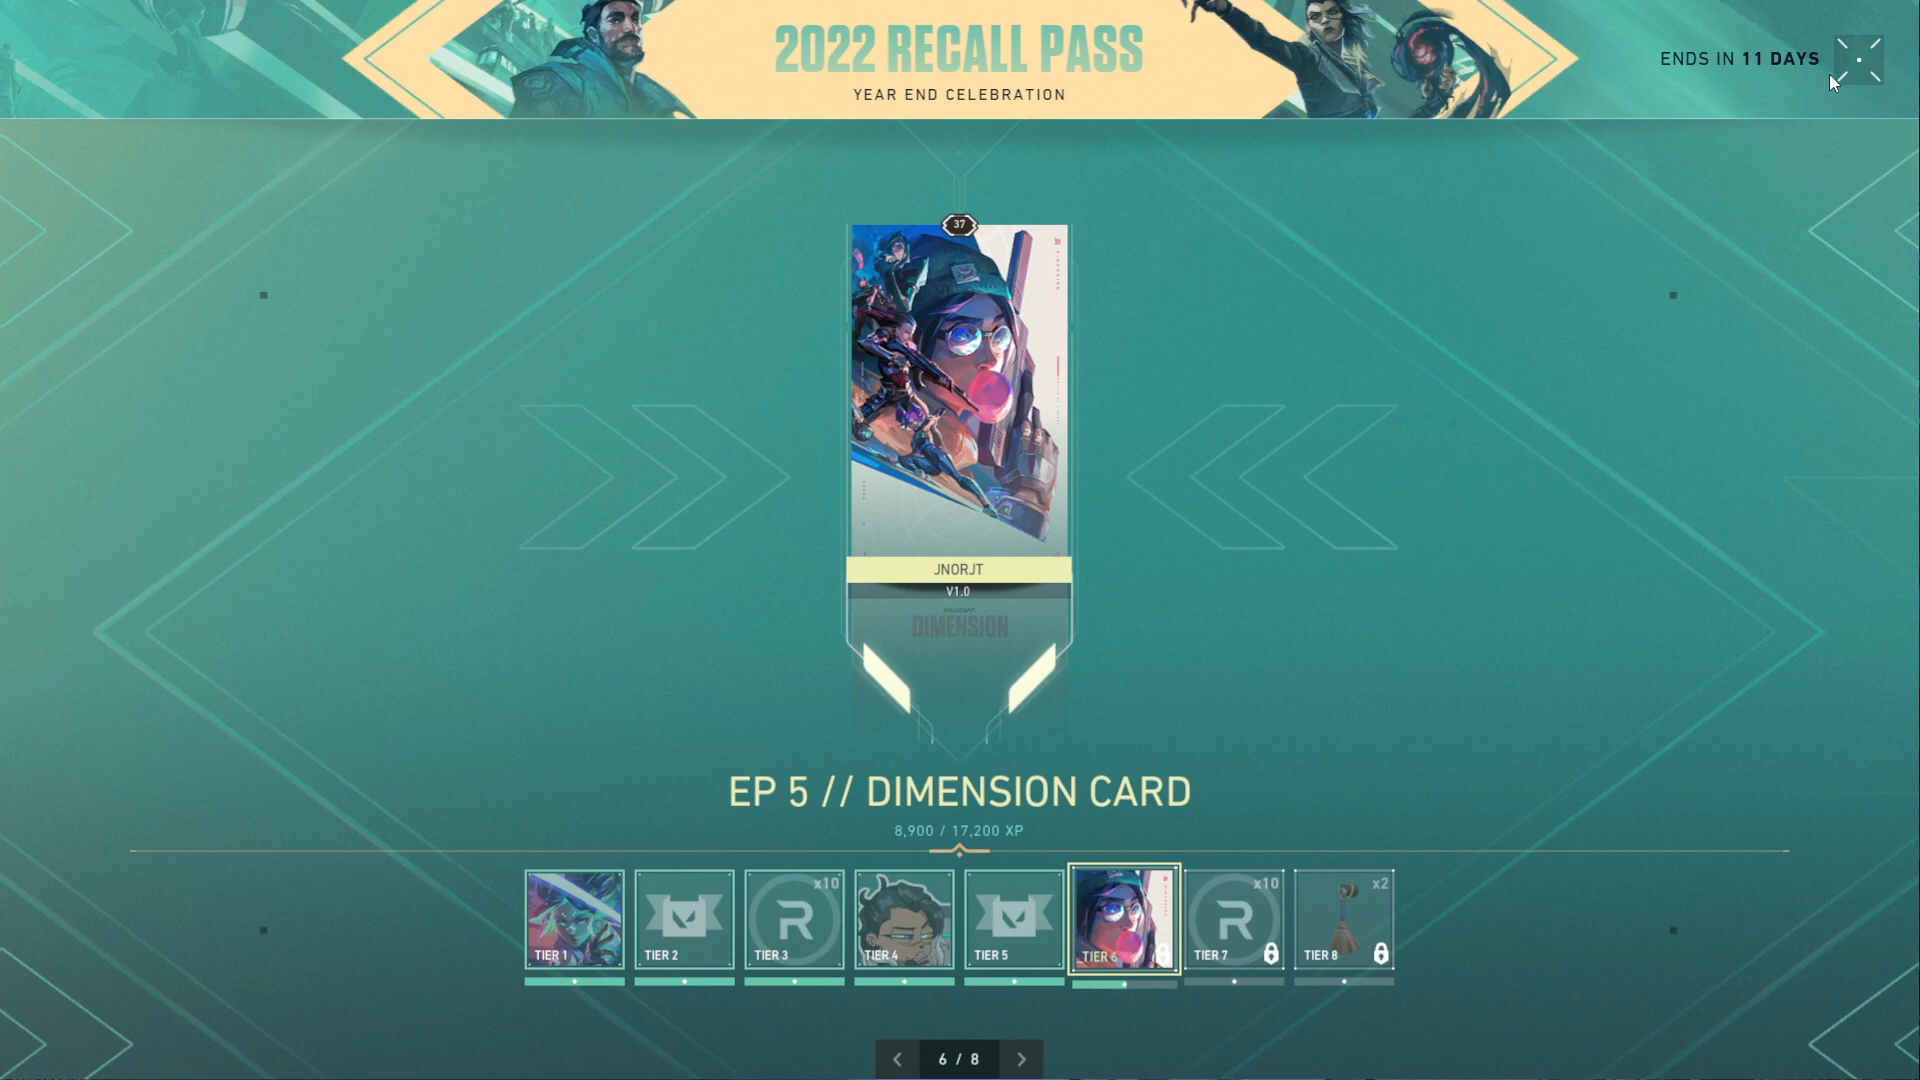 2022 RECALL PASS
YEAR END CELEBRATION
ENDS IN 11 DAYS
37
JNORJT
V1.0
VALORANT
DIMENSION
EP 5 // DIMENSION CARD
8,900 / 17,200 XP
TIER 1
TIER 2
x10
TIER 3
TIER 4
TIER 5
TIER 6
x10
TIER 7
x2
TIER 8
6 / 8